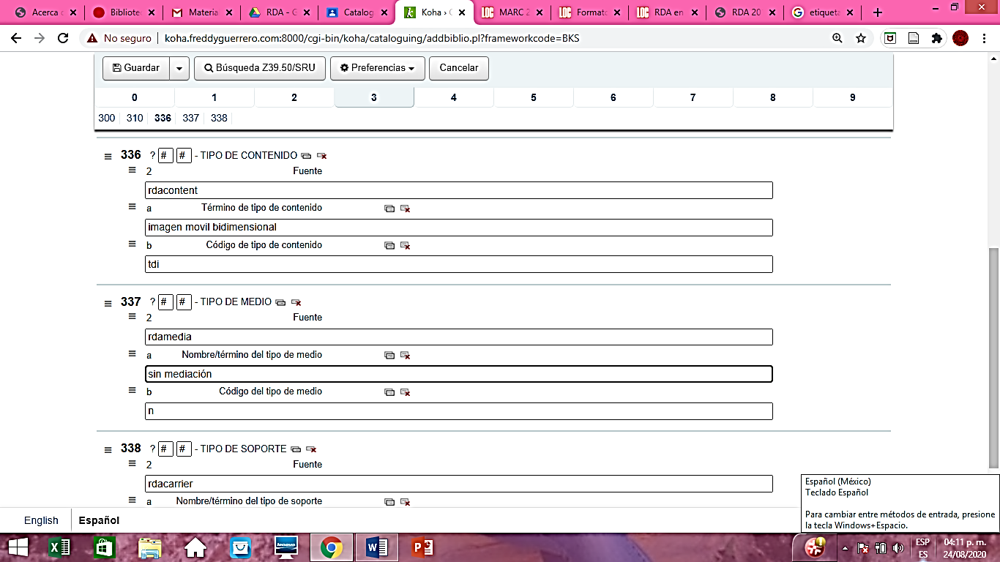 Acerca c
Bibliote
Materia
RDA - G
Catalog
Koha › C
MARC 2
Formato
RDA en
RDA 20
etiqueta
No seguro koha.freddyguerrero.com:8000/cgi-bin/koha/cataloguing/addbiblio.pl?frameworkcode=BKS
Guardar Búsqueda Z39.50/SRU Preferencias Cancelar
0 1 2 3 4 5 6 7 8 9
300 310 336 337 338
336 ? # # - TIPO DE CONTENIDO
2 Fuente
rdacontent
a Término de tipo de contenido
imagen movil bidimensional
b Código de tipo de contenido
tdi
337 ? # # - TIPO DE MEDIO
2 Fuente
rdamedia
a Nombre/término del tipo de medio
sin mediación
b Código del tipo de medio
n
338 ? # # - TIPO DE SOPORTE
2 Fuente
rdacarrier
a Nombre/término del tipo de soporte
English Español
Español (México)
Teclado Español
Para cambiar entre métodos de entrada, presione
la tecla Windows+Espacio.
ESP
ES
04:11 p. m.
24/08/2020